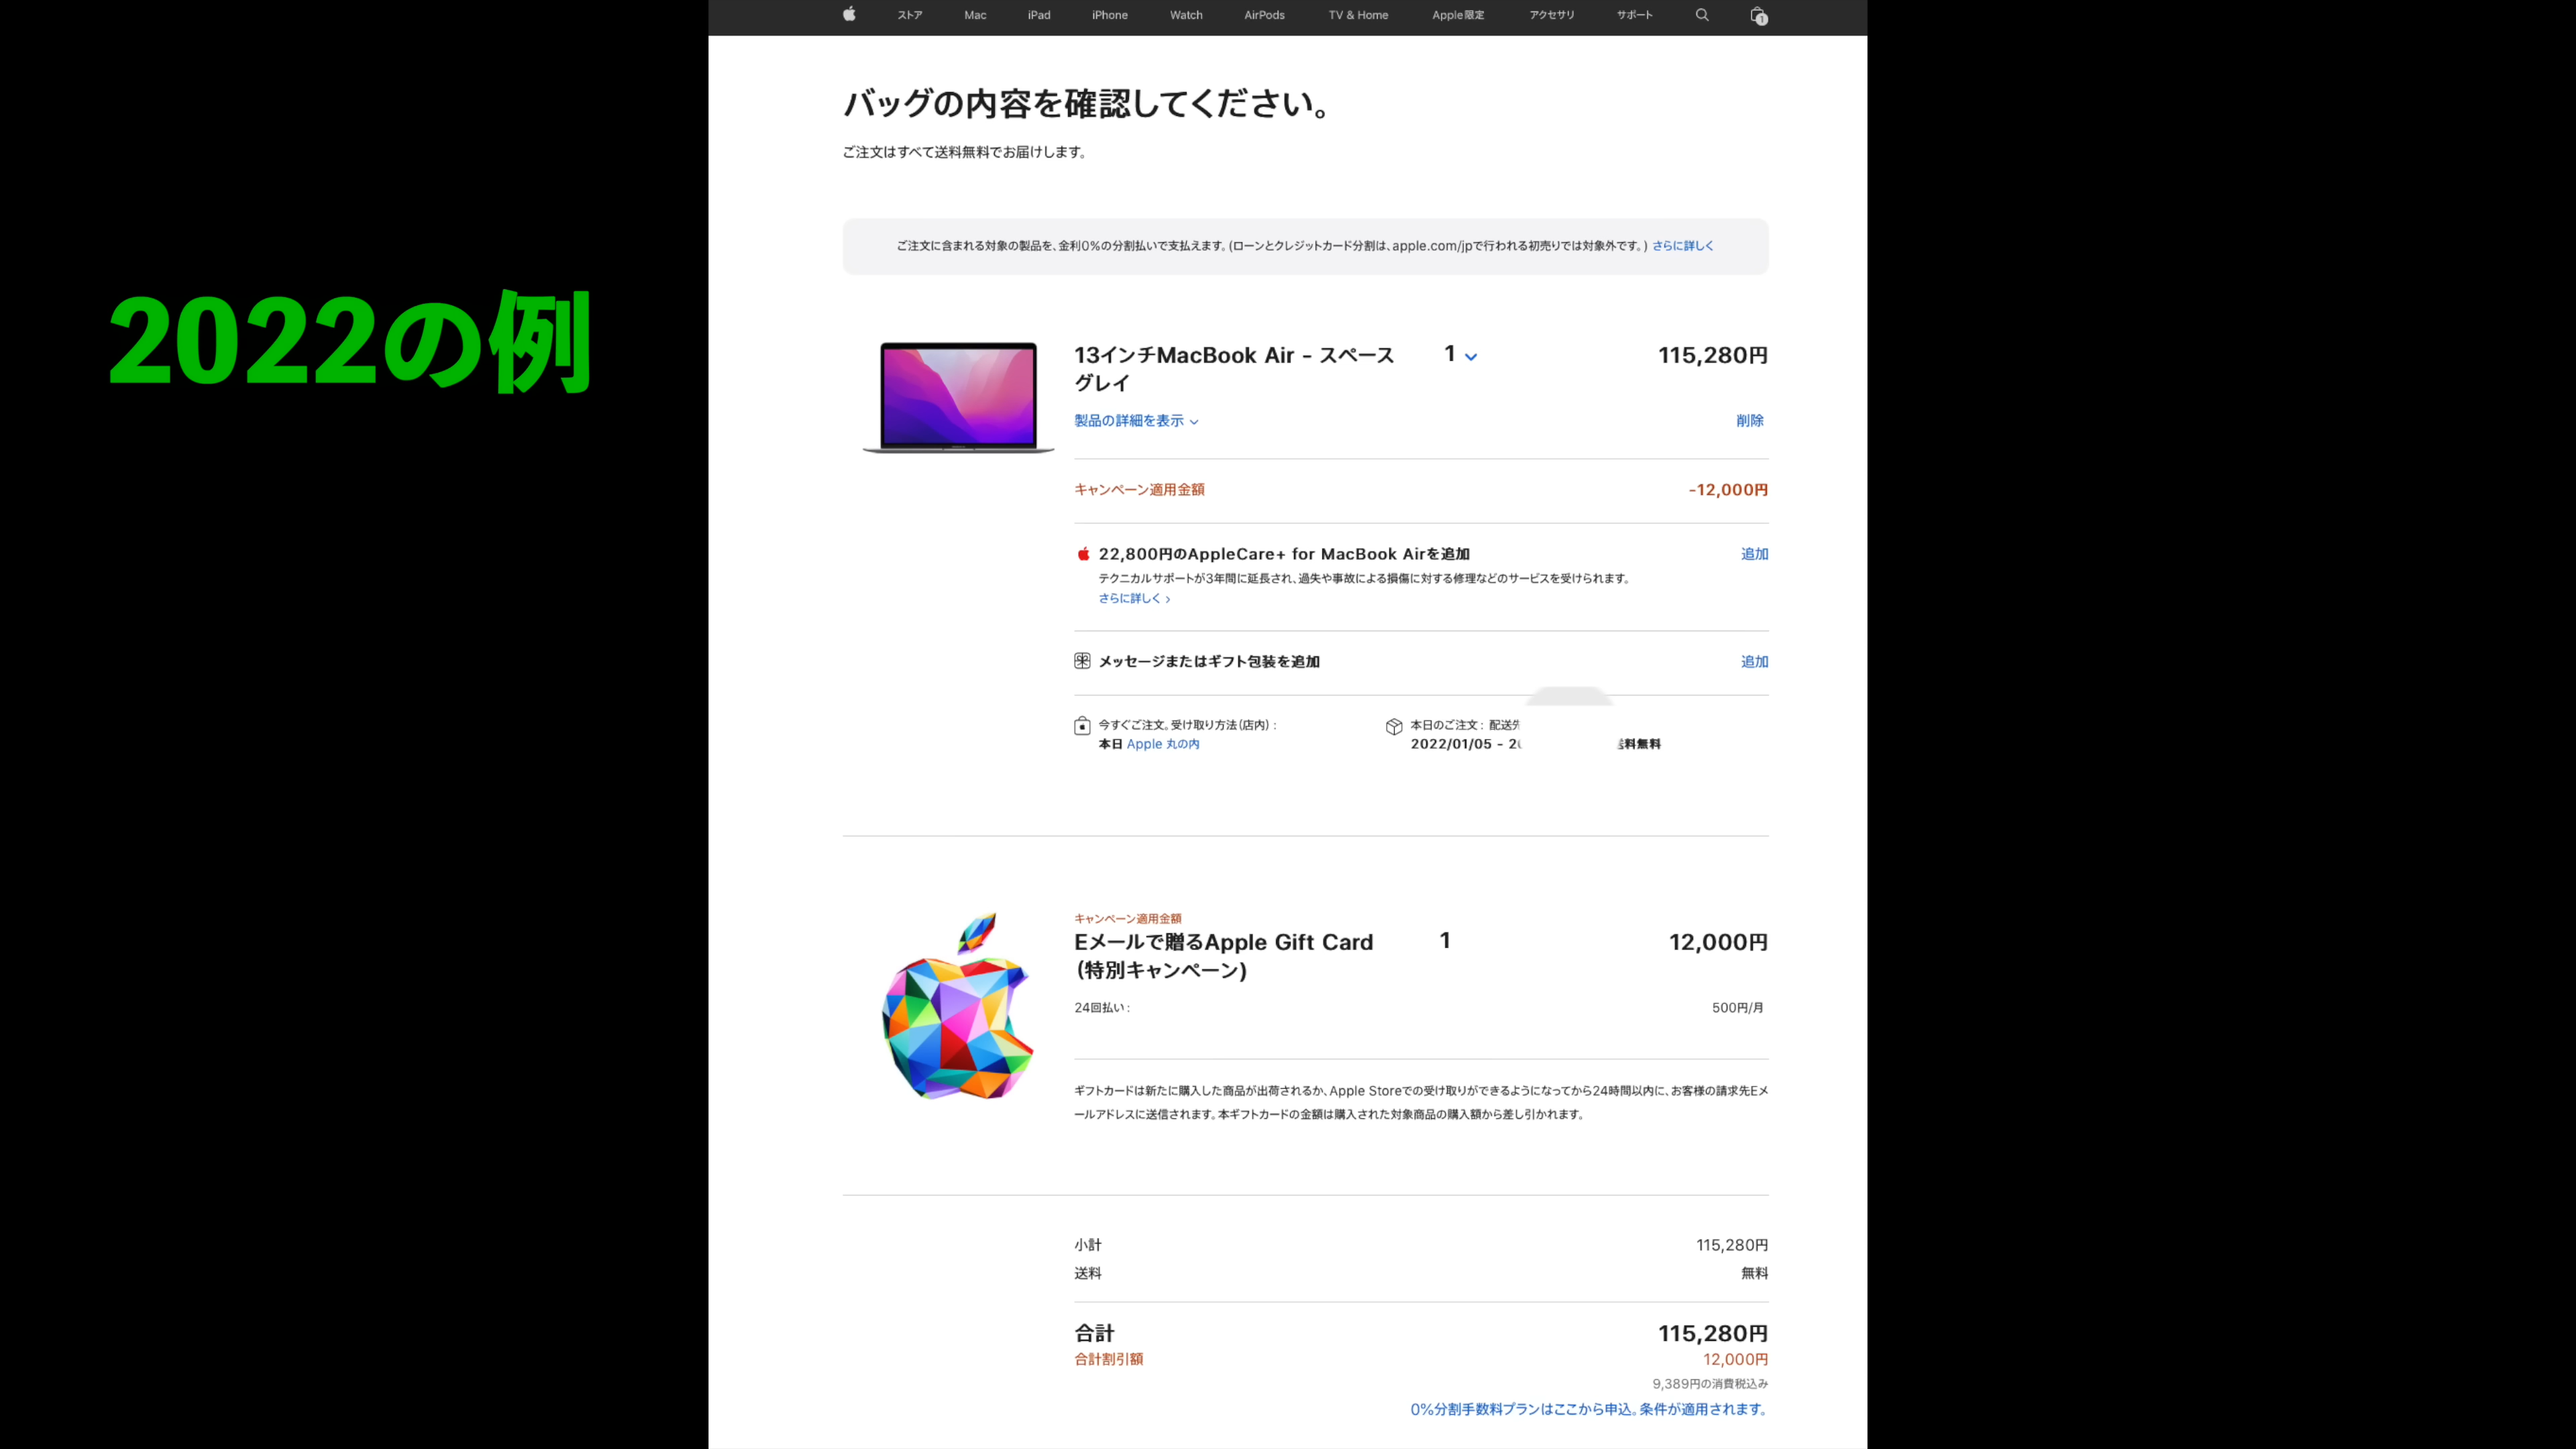 ストア Mac iPad iPhone Watch AirPods TV & Home Apple限定 アクセサリ サポート 1
バッグの内容を確認してください。
ご注文はすべて送料無料でお届けします。
ご注文に含まれる対象の製品を、金利0%の分割払いで支払えます。(ローンとクレジットカード分割は、apple.com/jpで行われる初売りでは対象外です。) さらに詳しく
2022の例
13インチMacBook Air - スペース 1 115,280円
グレイ
製品の詳細を表示 削除
キャンペーン適用金額 -12,000円
22,800円のAppleCare+ for MacBook Airを追加 追加
テクニカルサポートが3年間に延長され、過失や事故による損傷に対する修理などのサービスを受けられます。
さらに詳しく
メッセージまたはギフト包装を追加 追加
今すぐご注文。受け取り方法(店内): 本日のご注文: 配送
本日 Apple 丸の内 2022/01/05 - 料無料
キャンペーン適用金額
Eメールで贈るApple Gift Card 1 12,000円
(特別キャンペーン)
24回払い: 500円/月
ギフトカードは新たに購入した商品が出荷されるか、Apple Storeでの受け取りができるようになってから24時間以内に、お客様の請求先Eメ
ールアドレスに送信されます。本ギフトカードの金額は購入された対象商品の購入額から差し引かれます。
小計 115,280円
送料 無料
合計 115,280円
合計割引額 12,000円
9,389円の消費税込み
0%分割手数料プランはここから申込。条件が適用されます。